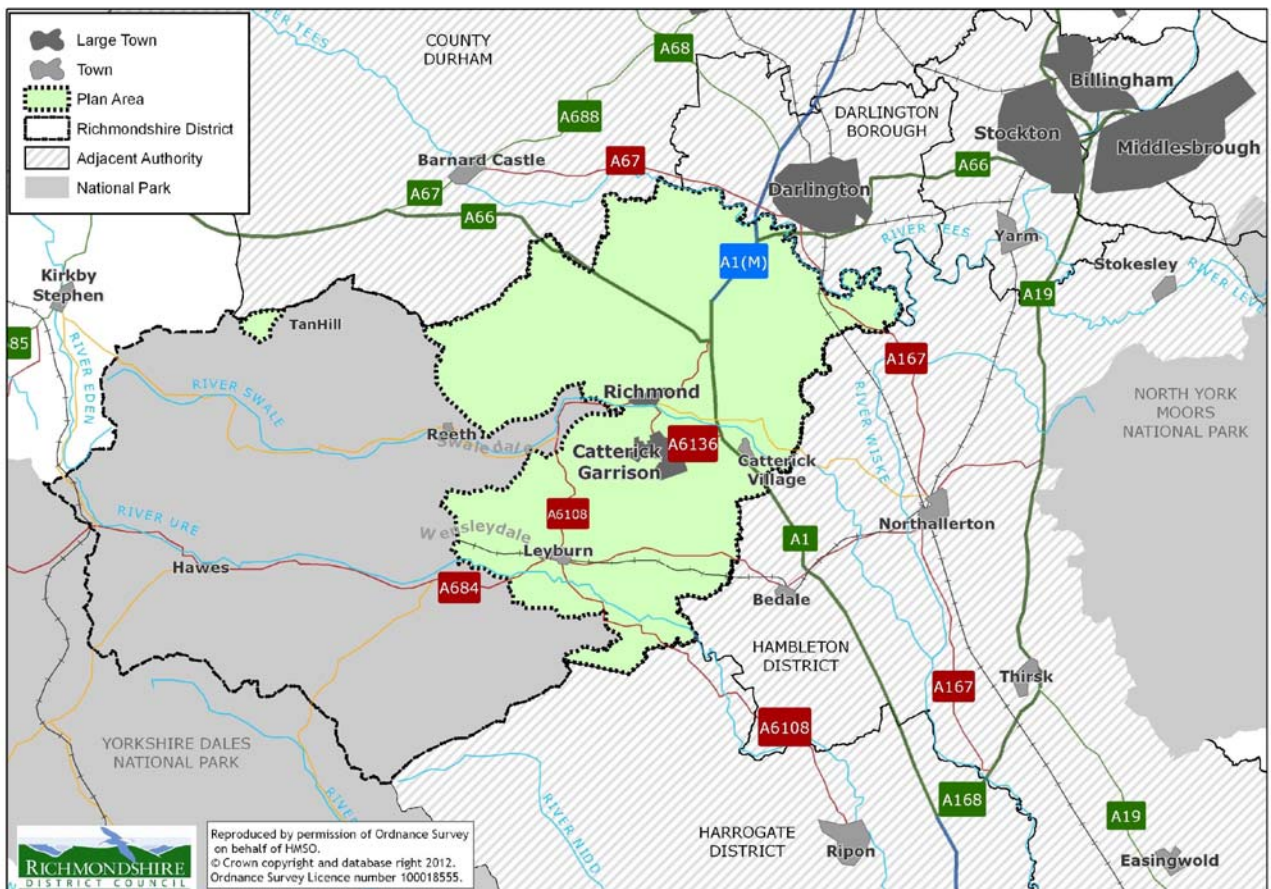 Large Town
Town
Plan Area
Richmondshire District
Adjacent Authority
National Park
RIVER TEES
COUNTY
DURHAM
A68
A688
Barnard Castle
A67
A67
A66
DARLINGTON
BOROUGH
Darlington
A66
Billingham
Stockton
Middlesbrough
RIVER TEES
Yarm
Stokesley
RIVER LEV
A1(M)
A19
Kirkby
Stephen
TanHill
85
RIVER EDEN
RIVER SWALE
Reeth
Swaledale
Richmond
Catterick
Garrison
A6136
Catterick
Village
A167
RIVER WISKE
NORTH YORK
MOORS
NATIONAL PARK
A6108
RIVER URE
Wensleydale
Leyburn
Hawes
A684
A1
Northallerton
Bedale
HAMBLETON
DISTRICT
Thirsk
A167
A6108
YORKSHIRE DALES
NATIONAL PARK
RIVER NIDD
HARROGATE
DISTRICT
Ripon
A168
A19
Easingwold
RICHMONDSHIRE
DISTRICT COUNCIL
Reproduced by permission of Ordnance Survey
on behalf of HMSO.
© Crown copyright and database right 2012.
Ordnance Survey Licence number 100018555.